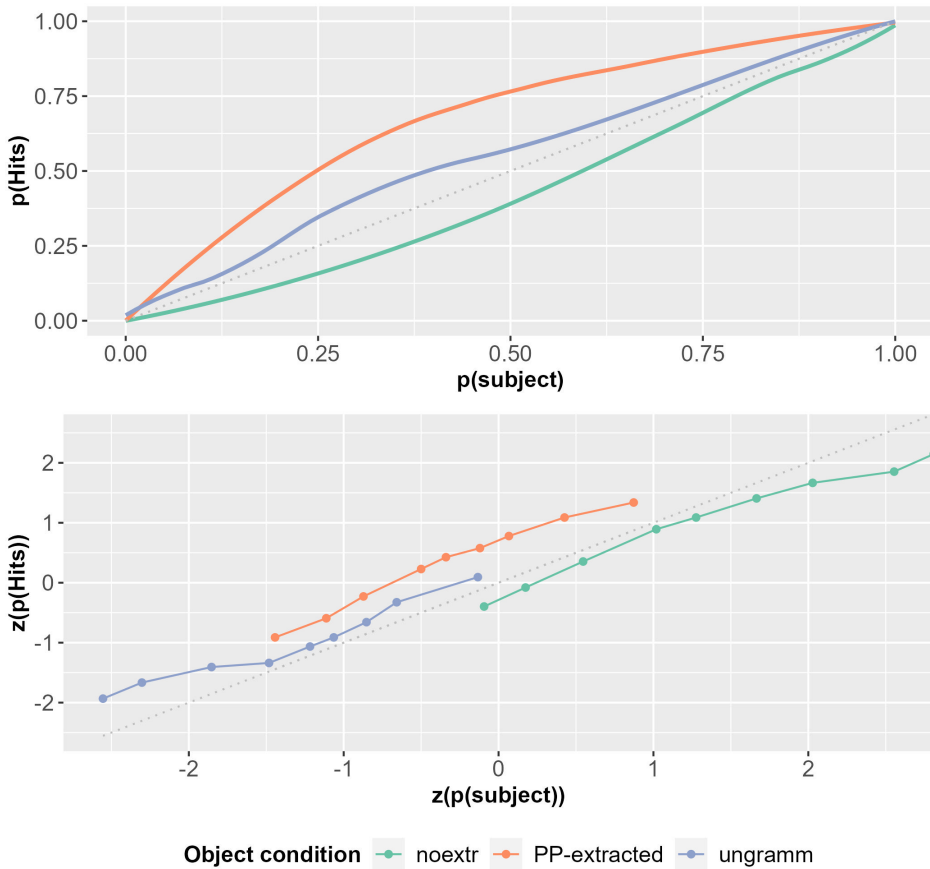 1.00
0.75
0.50
0.25
0.00
p(Hits)
0.00 0.25 0.50 0.75 1.00
p(subject)
2
1
0
-1
-2
z(p(Hits))
-2 -1 0 1 2
z(p(subject))
Object condition noextr PP-extracted ungramm